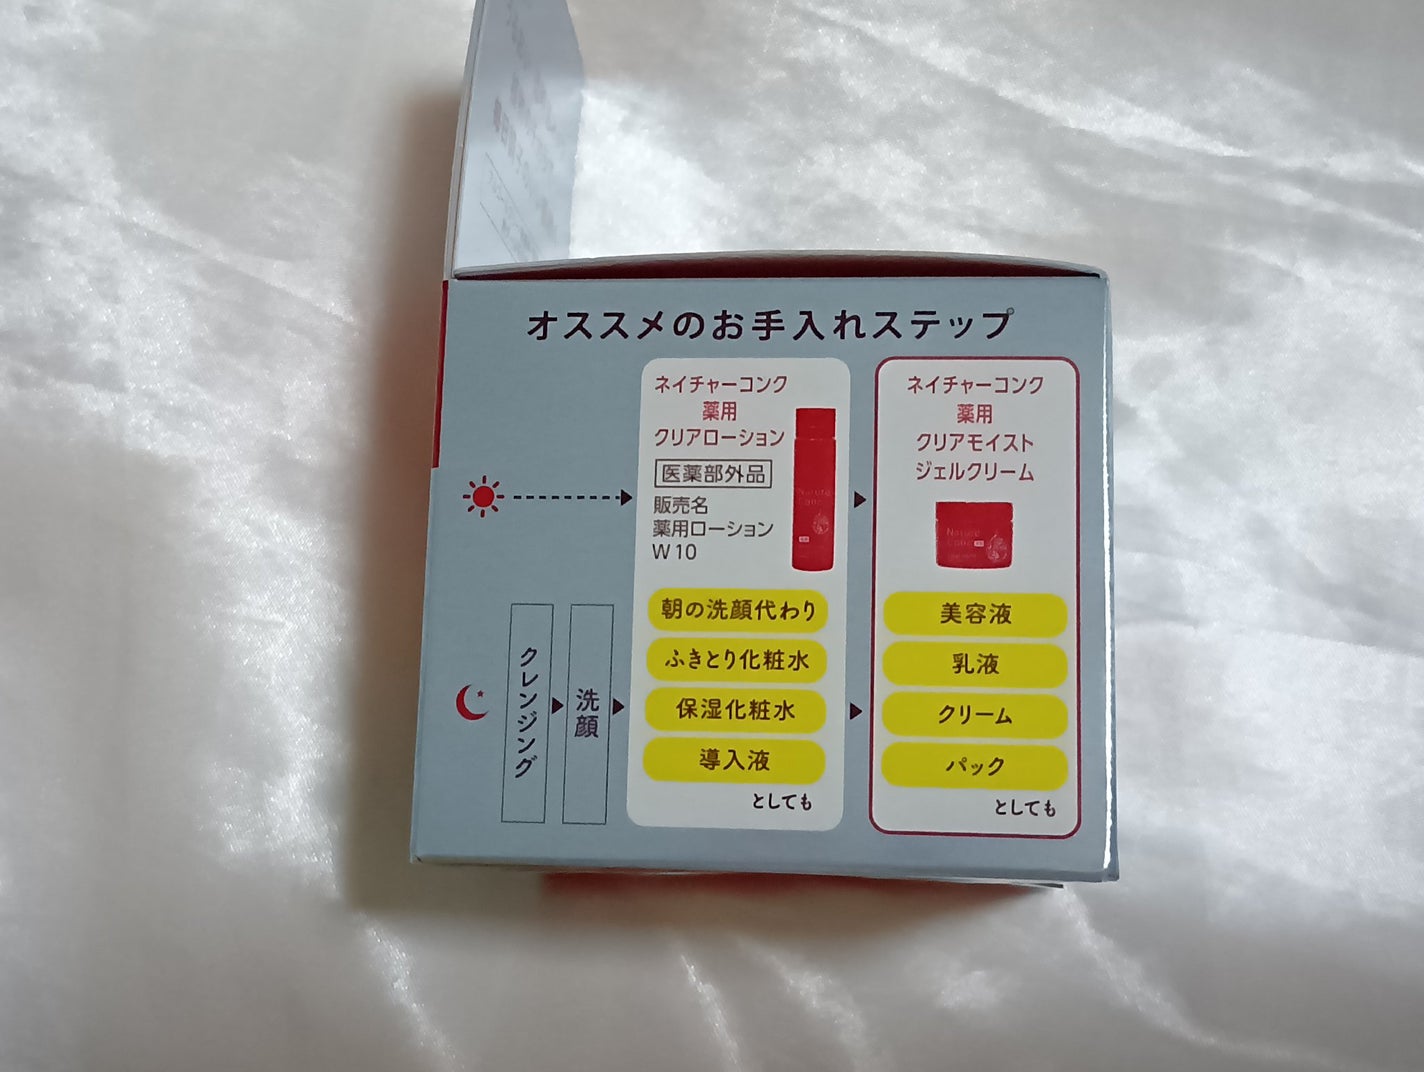 オススメのお手入れステップ
ネイチャーコンク
薬用
クリアローション
医薬部外品
販売名
薬用ローション
W10
朝の洗顔代わり
ふきとり化粧水
保湿化粧水
導入液
としても
ネイチャーコンク
薬用
クリアモイスト
ジェルクリーム
Nature
Conc
美容液
乳液
クリーム
パック
としても
クレンジング
洗顔